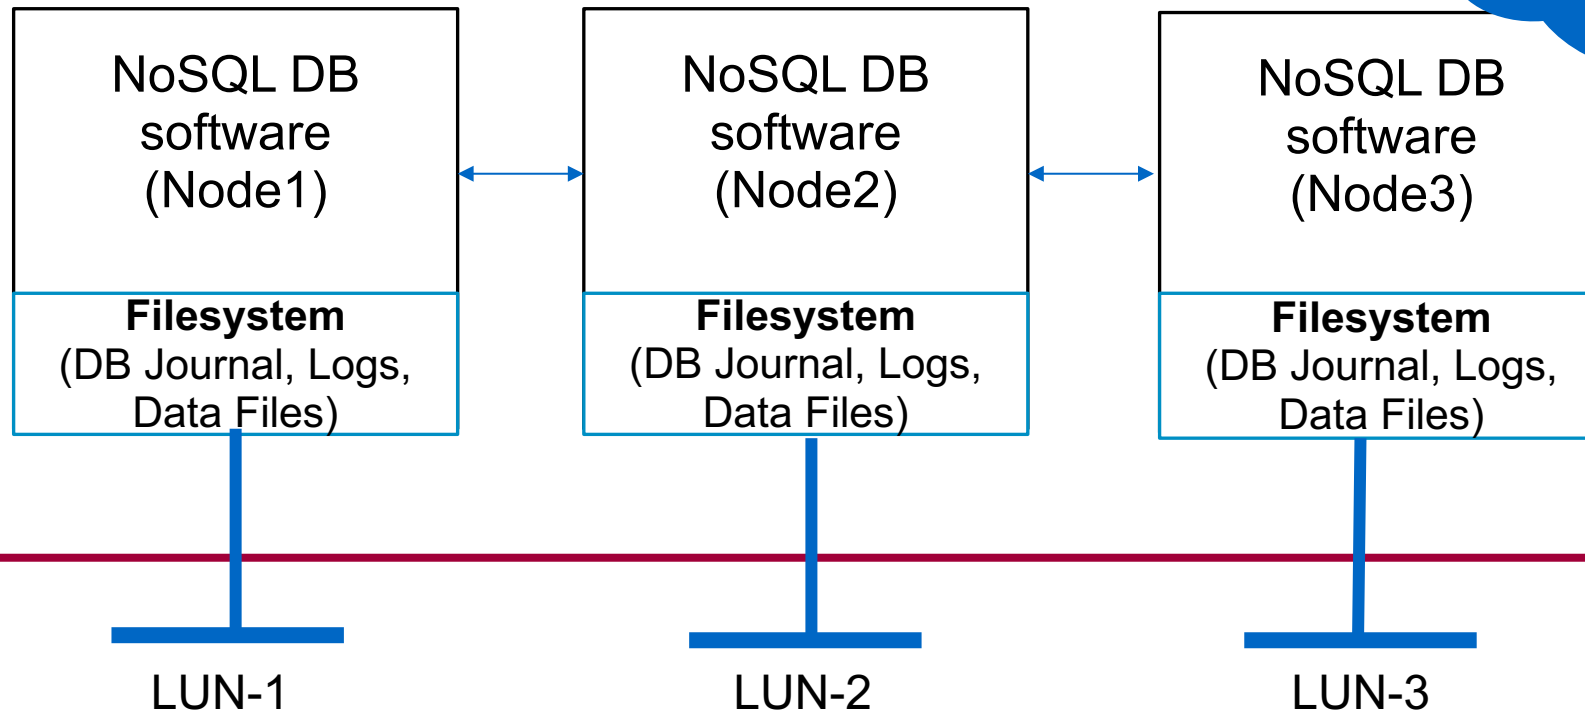 NoSQL DB
software
(Node1)
Filesystem
(DB Journal, Logs,
Data Files)
LUN-1
NoSQL DB
software
(Node2)
Filesystem
(DB Journal, Logs,
Data Files)
LUN-2
NoSQL DB
software
(Node3)
Filesystem
(DB Journal, Logs,
Data Files)
LUN-3